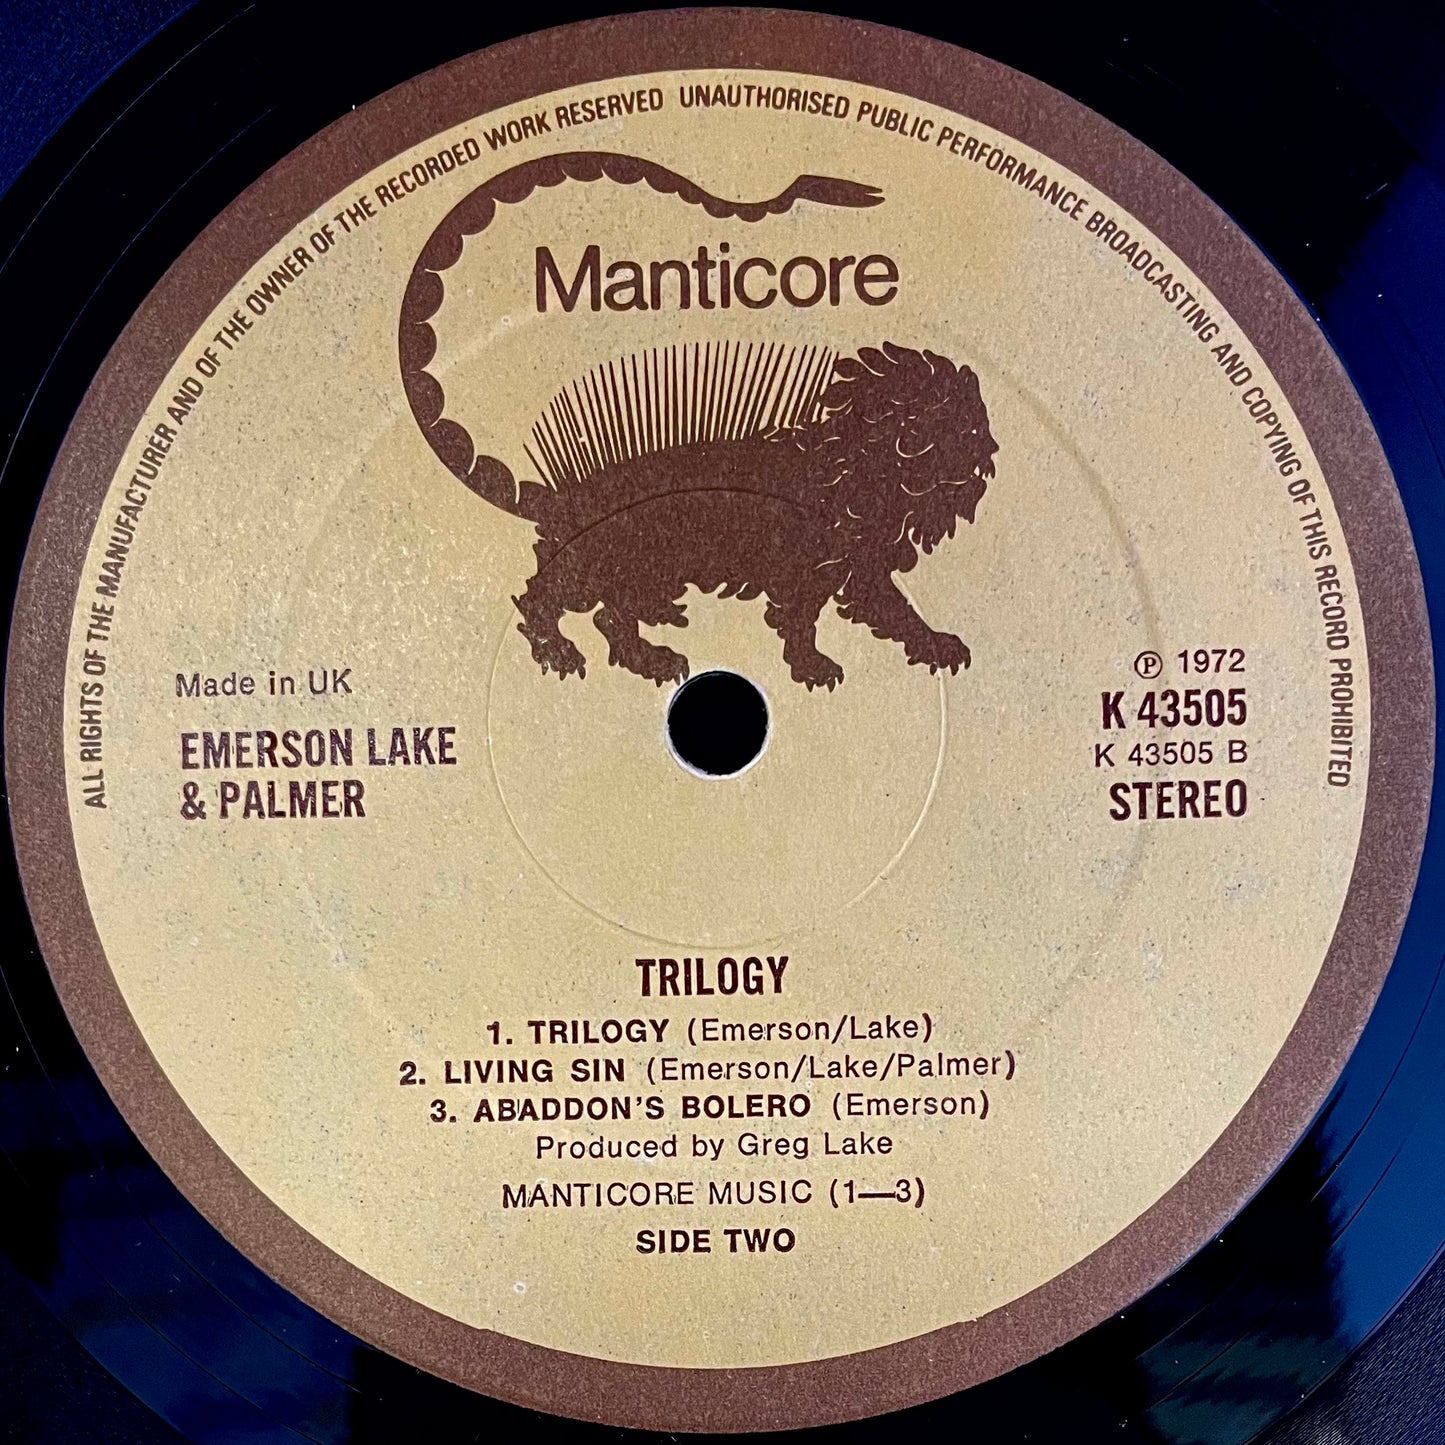 ALL RIGHTS OF THE MANUFACTURER AND OF THE OWNER OF THE RECORDED WORK RESERVED UNAUTHORISED PUBLIC PERFORMANCE BROADCASTING AND COPYING OF THIS RECORD PROHIBITED
Manticore
Made in UK
EMERSON LAKE
& PALMER
℗ 1972
K 43505
K 43505 B
STEREO
TRILOGY
1. TRILOGY (Emerson/Lake)
2. LIVING SIN (Emerson/Lake/Palmer)
3. ABADDON'S BOLERO (Emerson)
Produced by Greg Lake
MANTICORE MUSIC (1—3)
SIDE TWO